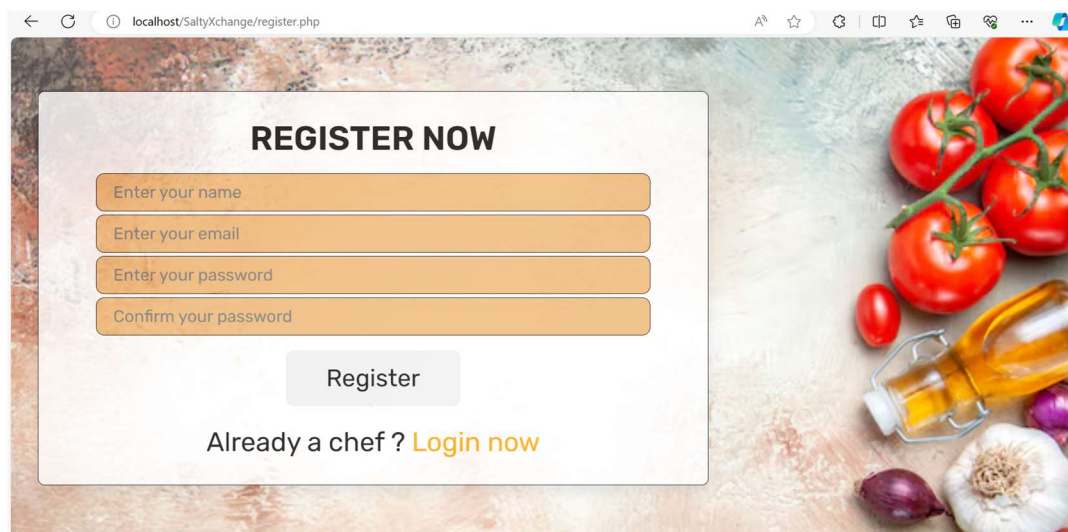 localhost/SaltyXchange/register.php
REGISTER NOW
Enter your name
Enter your email
Enter your password
Confirm your password
Register
Already a chef ? Login now